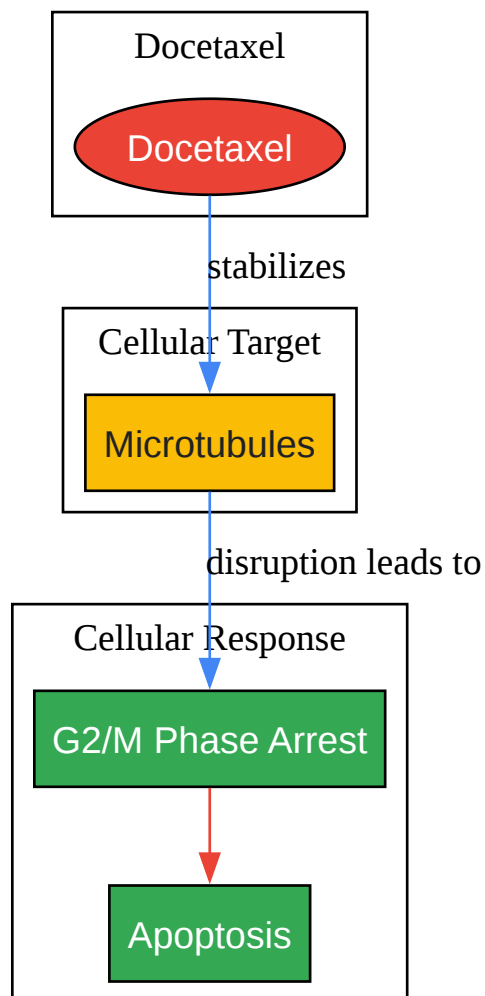 Docetaxel
Docetaxel
stabilizes
Cellular Target
Microtubules
disruption leads to
Cellular Response
G2/M Phase Arrest
Apoptosis